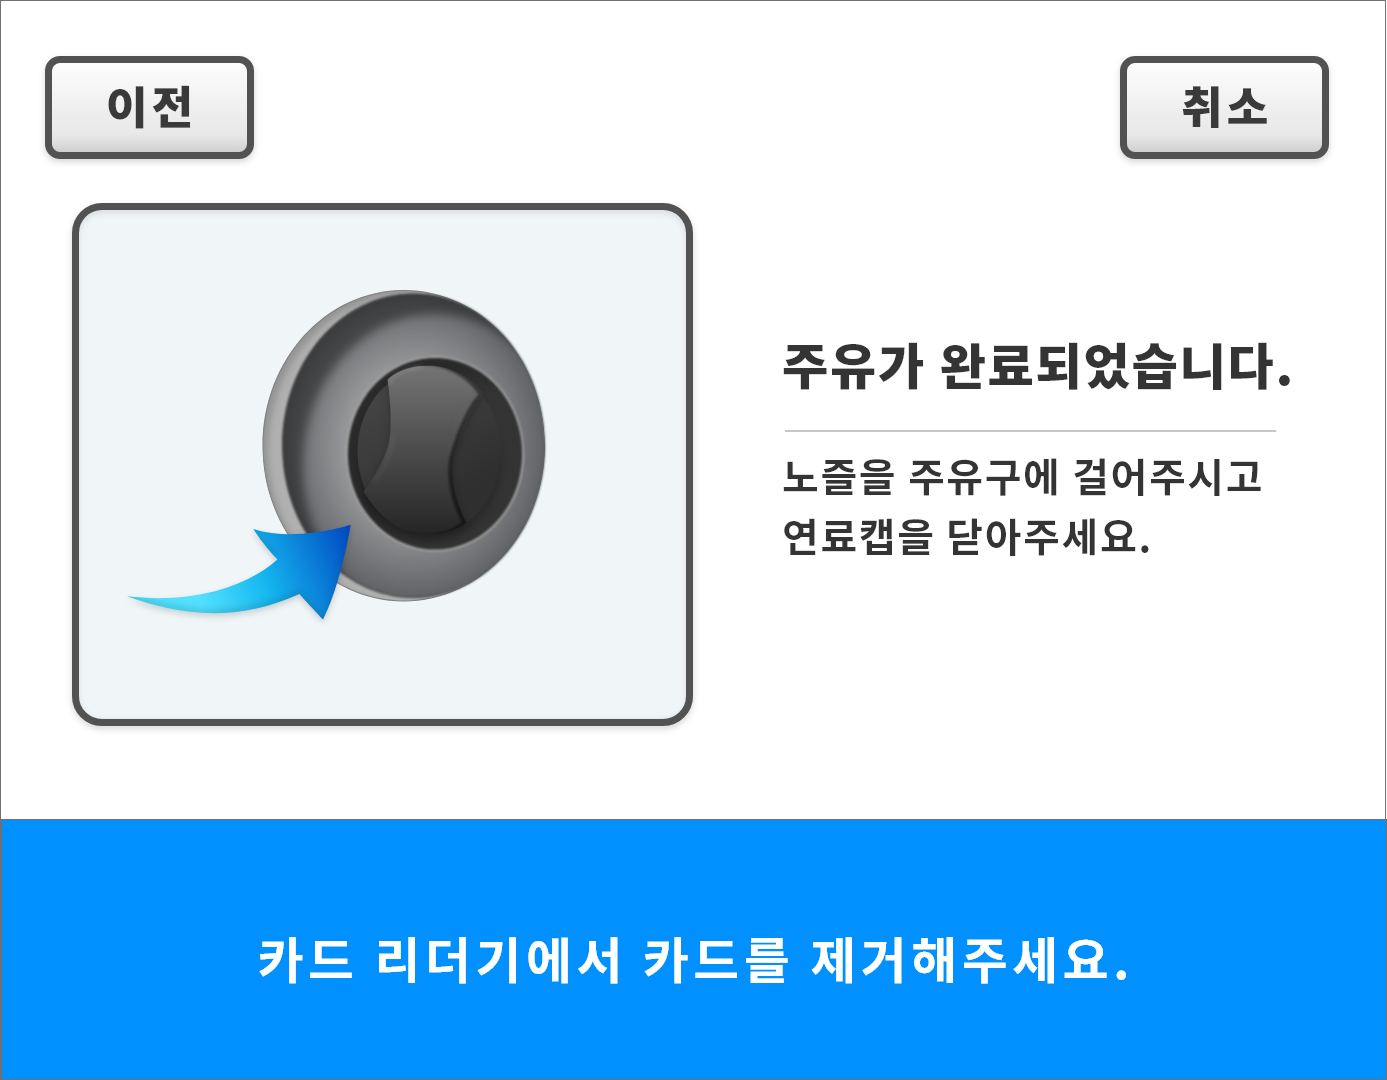 이전
취소
주유가 완료되었습니다.
노즐을 주유구에 걸어주시고
연료캡을 닫아주세요.
카드 리더기에서 카드를 제거해주세요.